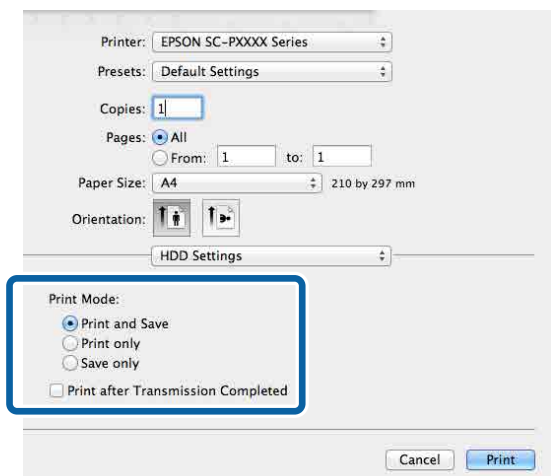 Printer: EPSON SC-PXXXX Series
Presets: Default Settings
Copies: 1
Pages: All
From: 1 to: 1
Paper Size: A4 210 by 297 mm
Orientation:
HDD Settings
Print Mode:
Print and Save
Print only
Save only
Print after Transmission Completed
Cancel Print